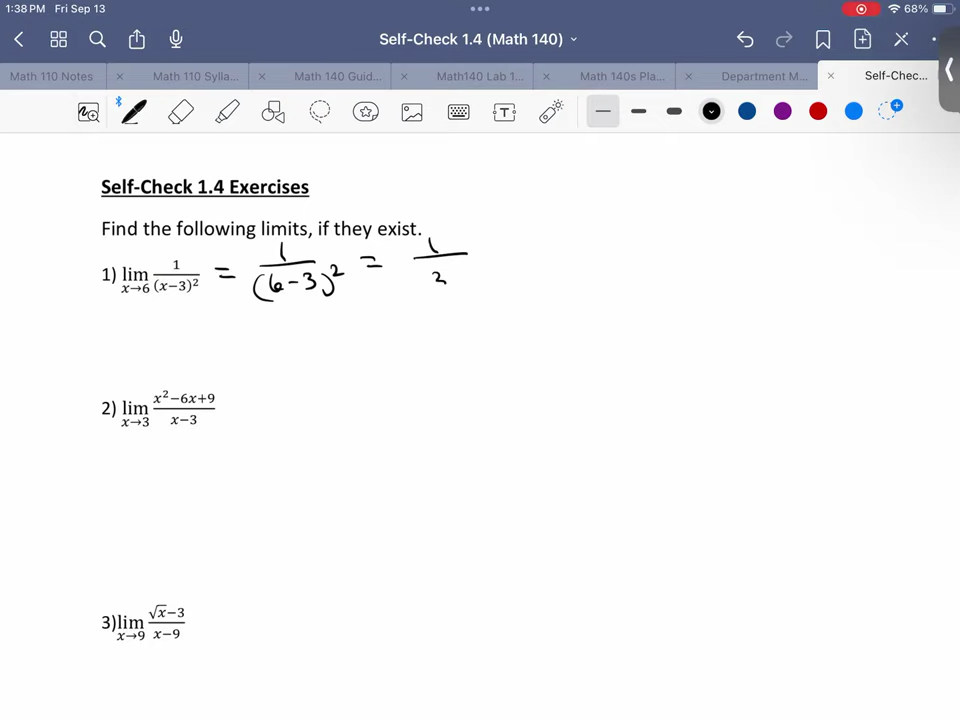 1:38 PM Fri Sep 13 68%
Self-Check 1.4 (Math 140)
Math 110 Notes × Math 110 Sylla... × Math 140 Guid... × Math140 Lab 1... × Math 140s Pla... × Department M... × Self-Chec...
T
Self-Check 1.4 Exercises
Find the following limits, if they exist.
1) lim x→6 1/(x−3)² = 1/(6−3)² = 1/3
2) lim x→3 x²−6x+9/x−3
3)lim x→9 √x−3/x−9